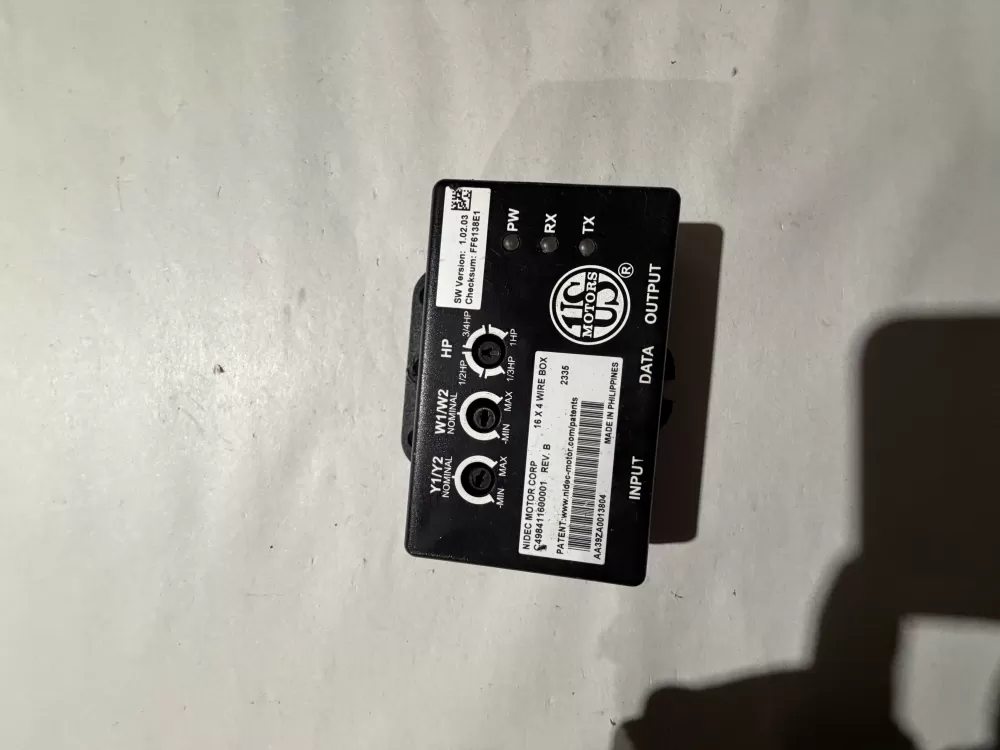 SW Version: 1.02.03
Checksum: FF6138E1
PW
RX
TX
HP
1/2HP
3/4HP
1/3HP
1HP
W1/W2
NOMINAL
-MIN
MAX
Y1/Y2
NOMINAL
-MIN
MAX
US
MOTORS
®
NIDEC MOTOR CORP
16 X 4 WIRE BOX
C498411600001 REV. B
2335
PATENT:www.nidec-motor.com/patents
AA39ZA0013804
MADE IN PHILIPPINES
INPUT
DATA
OUTPUT